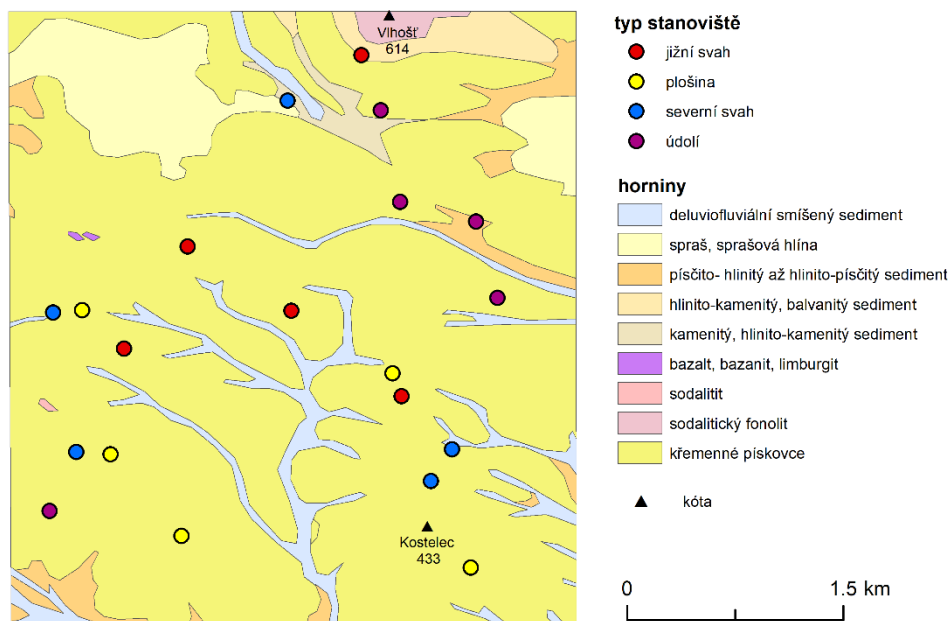 Vlhošť
614
Kostelec
433
typ stanoviště
jižní svah
plošina
severní svah
údolí
horniny
deluviofluviální smíšený sediment
spraš, sprašová hlína
písčito- hlinitý až hlinito-písčitý sediment
hlinito-kamenitý, balvanitý sediment
kamenitý, hlinito-kamenitý sediment
bazalt, bazanit, limburgit
sodalitit
sodalitický fonolit
křemenné pískovce
kóta
0 1.5 km